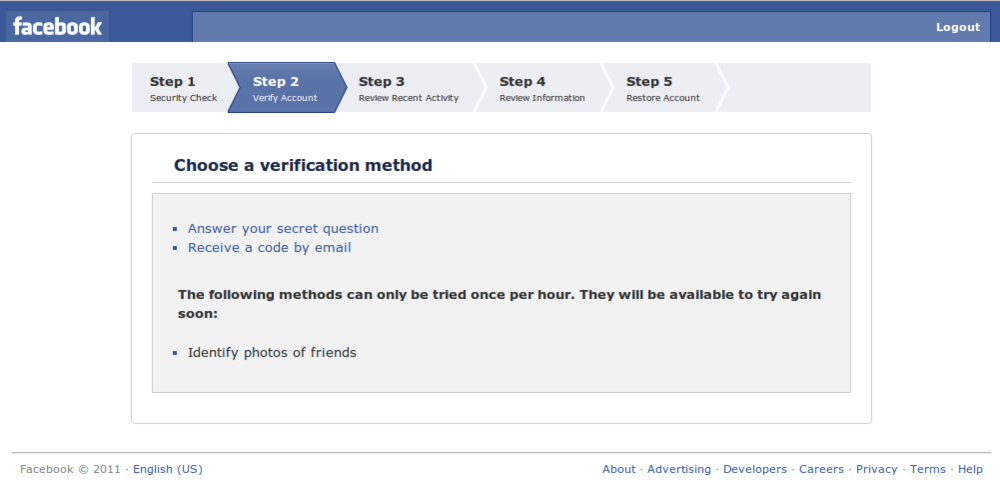 facebook
Logout
Step 1
Security Check
Step 2
Verify Account
Step 3
Review Recent Activity
Step 4
Review Information
Step 5
Restore Account
Choose a verification method
Answer your secret question
Receive a code by email
The following methods can only be tried once per hour. They will be available to try again
soon:
Identify photos of friends
Facebook © 2011 · English (US)
About · Advertising · Developers · Careers · Privacy · Terms · Help